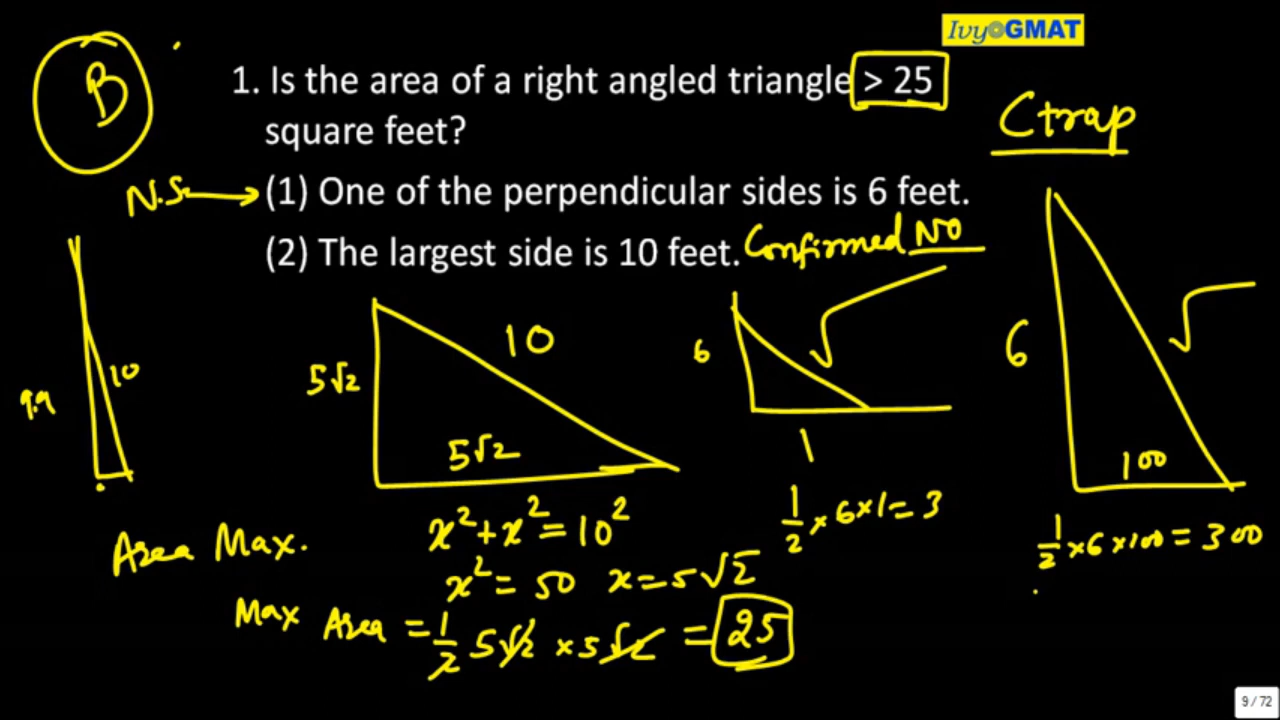 IvyGMAT
B
1. Is the area of a right angled triangle > 25
square feet?
C trap
N.S. (1) One of the perpendicular sides is 6 feet.
(2) The largest side is 10 feet. Confirmed NO
9.9
10
5√2
10
5√2
6
√
1
6
√
100
x²+x²=10²
x²= 50 x=5√2
Area Max.
Max Area = 1/2 5√2 × 5√2 = 25
1/2 × 6 × 1 = 3
1/2 × 6 × 100 = 300
9 / 72